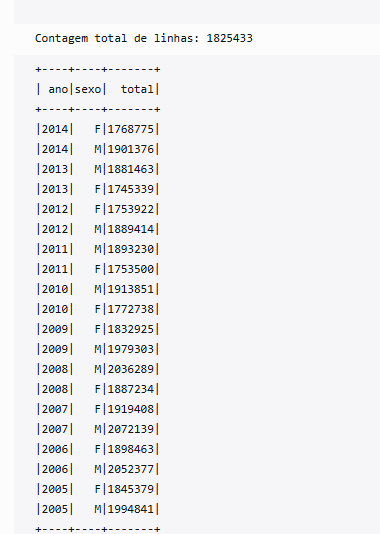 Contagem total de linhas: 1825433
+----+----+-------+
| ano|sexo|  total|
+----+----+-------+
|2014|   F|1768775|
|2014|   M|1901376|
|2013|   M|1881463|
|2013|   F|1745339|
|2012|   F|1753922|
|2012|   M|1889414|
|2011|   M|1893230|
|2011|   F|1753500|
|2010|   M|1913851|
|2010|   F|1772738|
|2009|   F|1832925|
|2009|   M|1979303|
|2008|   M|2036289|
|2008|   F|1887234|
|2007|   F|1919408|
|2007|   M|2072139|
|2006|   F|1898463|
|2006|   M|2052377|
|2005|   F|1845379|
|2005|   M|1994841|
+----+----+-------+